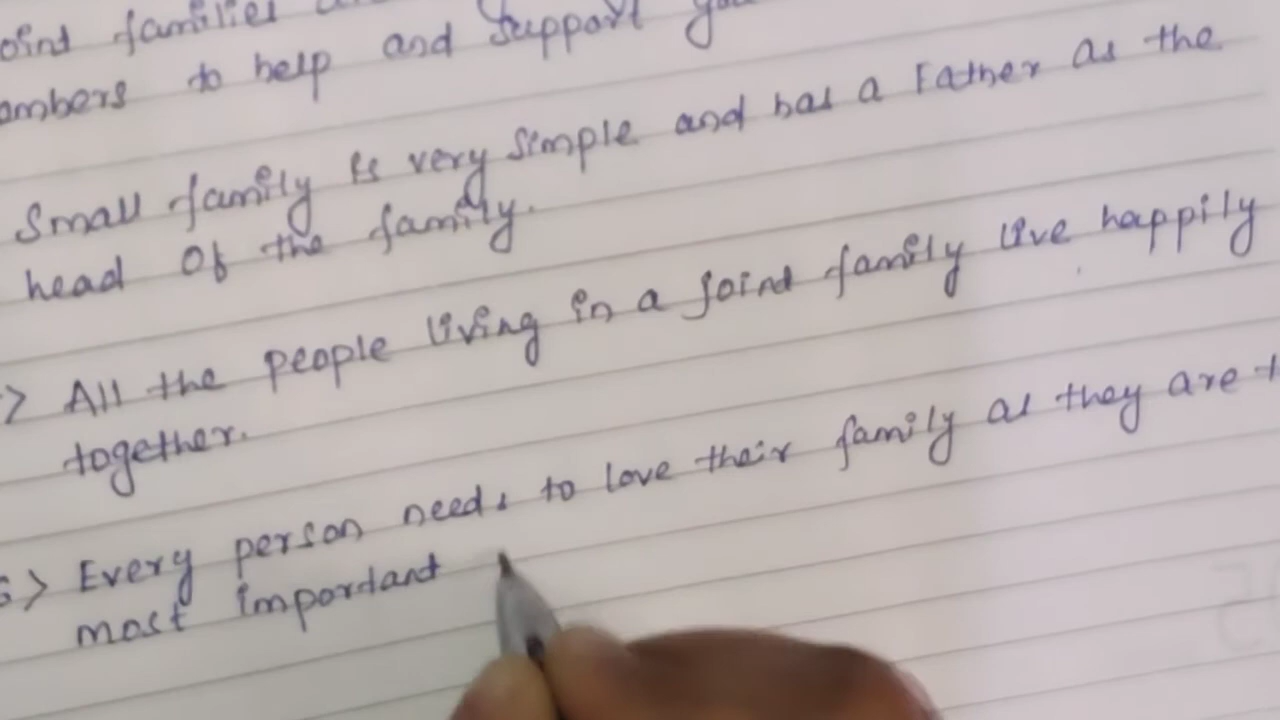 oint families
ambers to help and support
Small family is very simple and has a Father as the
head of the family.
> All the people living in a joint family live happily
together.
> Every person needs to love their family as they are
most important